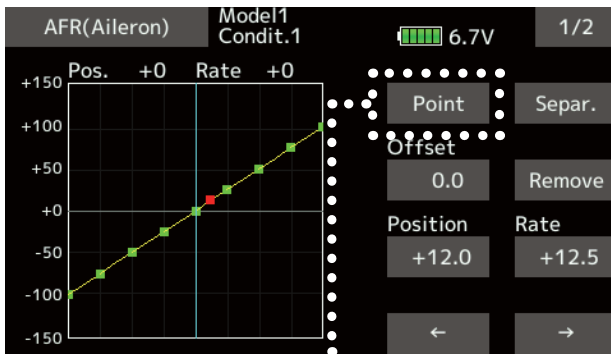 AFR(Aileron) Model1 Condit.1 6.7V 1/2
Pos. +0 Rate +0
+150
+100
+50
+0
-50
-100
-150
Point Separ.
Offset
0.0 Remove
Position Rate
+12.0 +12.5
← →